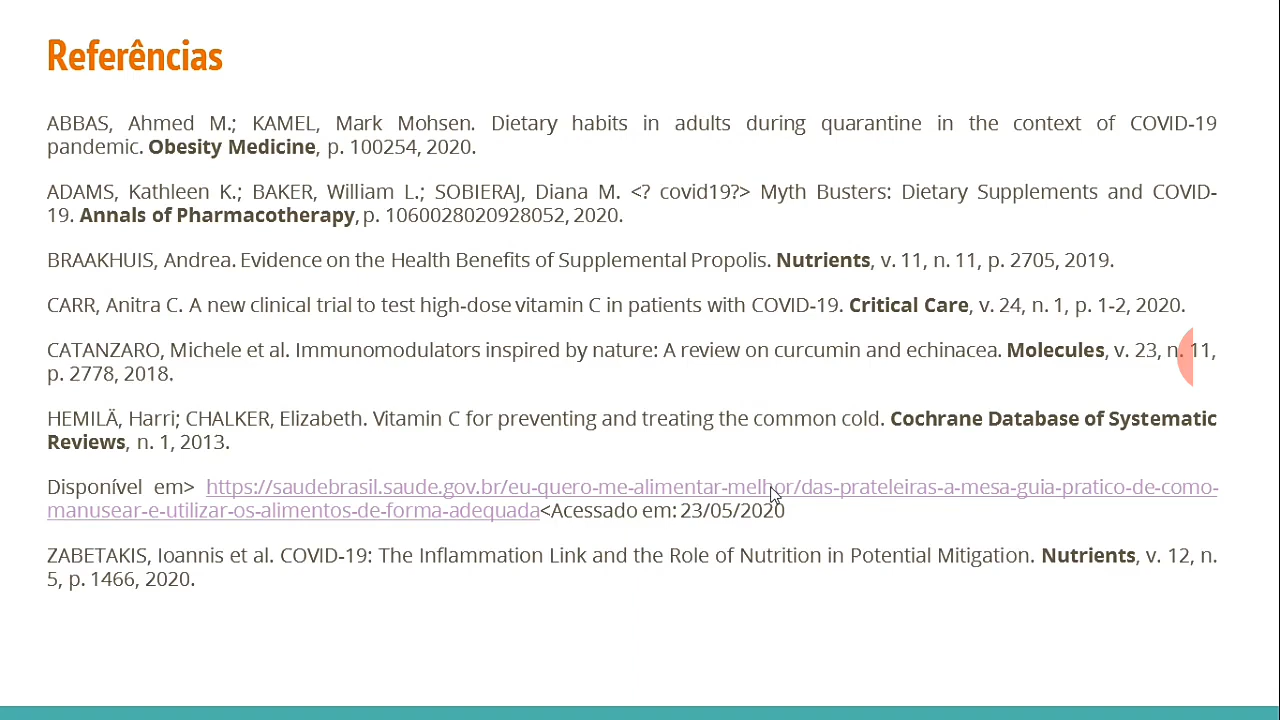 Referências
ABBAS, Ahmed M.; KAMEL, Mark Mohsen. Dietary habits in adults during quarantine in the context of COVID-19
pandemic. Obesity Medicine, p. 100254, 2020.
ADAMS, Kathleen K.; BAKER, William L.; SOBIERAJ, Diana M. <? covid19?> Myth Busters: Dietary Supplements and COVID-
19. Annals of Pharmacotherapy, p. 1060028020928052, 2020.
BRAAKHUIS, Andrea. Evidence on the Health Benefits of Supplemental Propolis. Nutrients, v. 11, n. 11, p. 2705, 2019.
CARR, Anitra C. A new clinical trial to test high-dose vitamin C in patients with COVID-19. Critical Care, v. 24, n. 1, p. 1-2, 2020.
CATANZARO, Michele et al. Immunomodulators inspired by nature: A review on curcumin and echinacea. Molecules, v. 23, n. 11,
p. 2778, 2018.
HEMILÄ, Harri; CHALKER, Elizabeth. Vitamin C for preventing and treating the common cold. Cochrane Database of Systematic
Reviews, n. 1, 2013.
Disponível em> https://saudebrasil.saude.gov.br/eu-quero-me-alimentar-melhor/das-prateleiras-a-mesa-guia-pratico-de-como-
manusear-e-utilizar-os-alimentos-de-forma-adequada<Acessado em: 23/05/2020
ZABETAKIS, Ioannis et al. COVID-19: The Inflammation Link and the Role of Nutrition in Potential Mitigation. Nutrients, v. 12, n.
5, p. 1466, 2020.